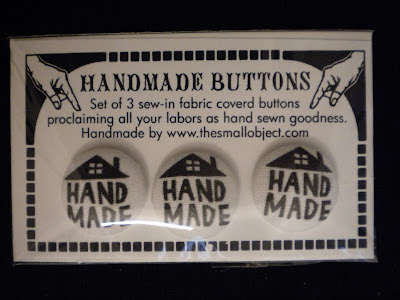 HANDMADE BUTTONS
Set of 3 sew-in fabric coverd buttons
proclaiming all your labors as hand sewn goodness.
Handmade by www.thesmallobject.com
HAND
MADE
HAND
MADE
HAND
MADE